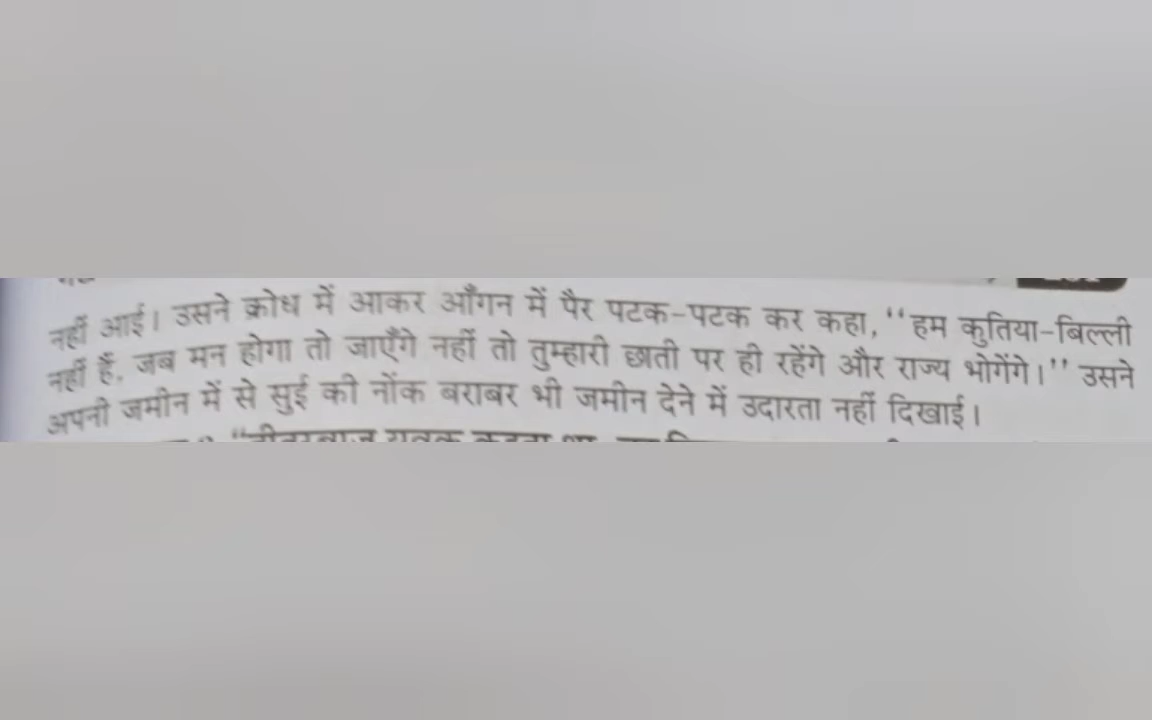 नहीं आई। उसने क्रोध में आकर आँगन में पैर पटक-पटक कर कहा, ‘‘हम कुतिया-बिल्ली
नहीं हैं, जब मन होगा तो जाएँगे नहीं तो तुम्हारी छाती पर ही रहेंगे और राज्य भोगेंगे।’’ उसने
अपनी जमीन में से सुई की नोंक बराबर भी जमीन देने में उदारता नहीं दिखाई।